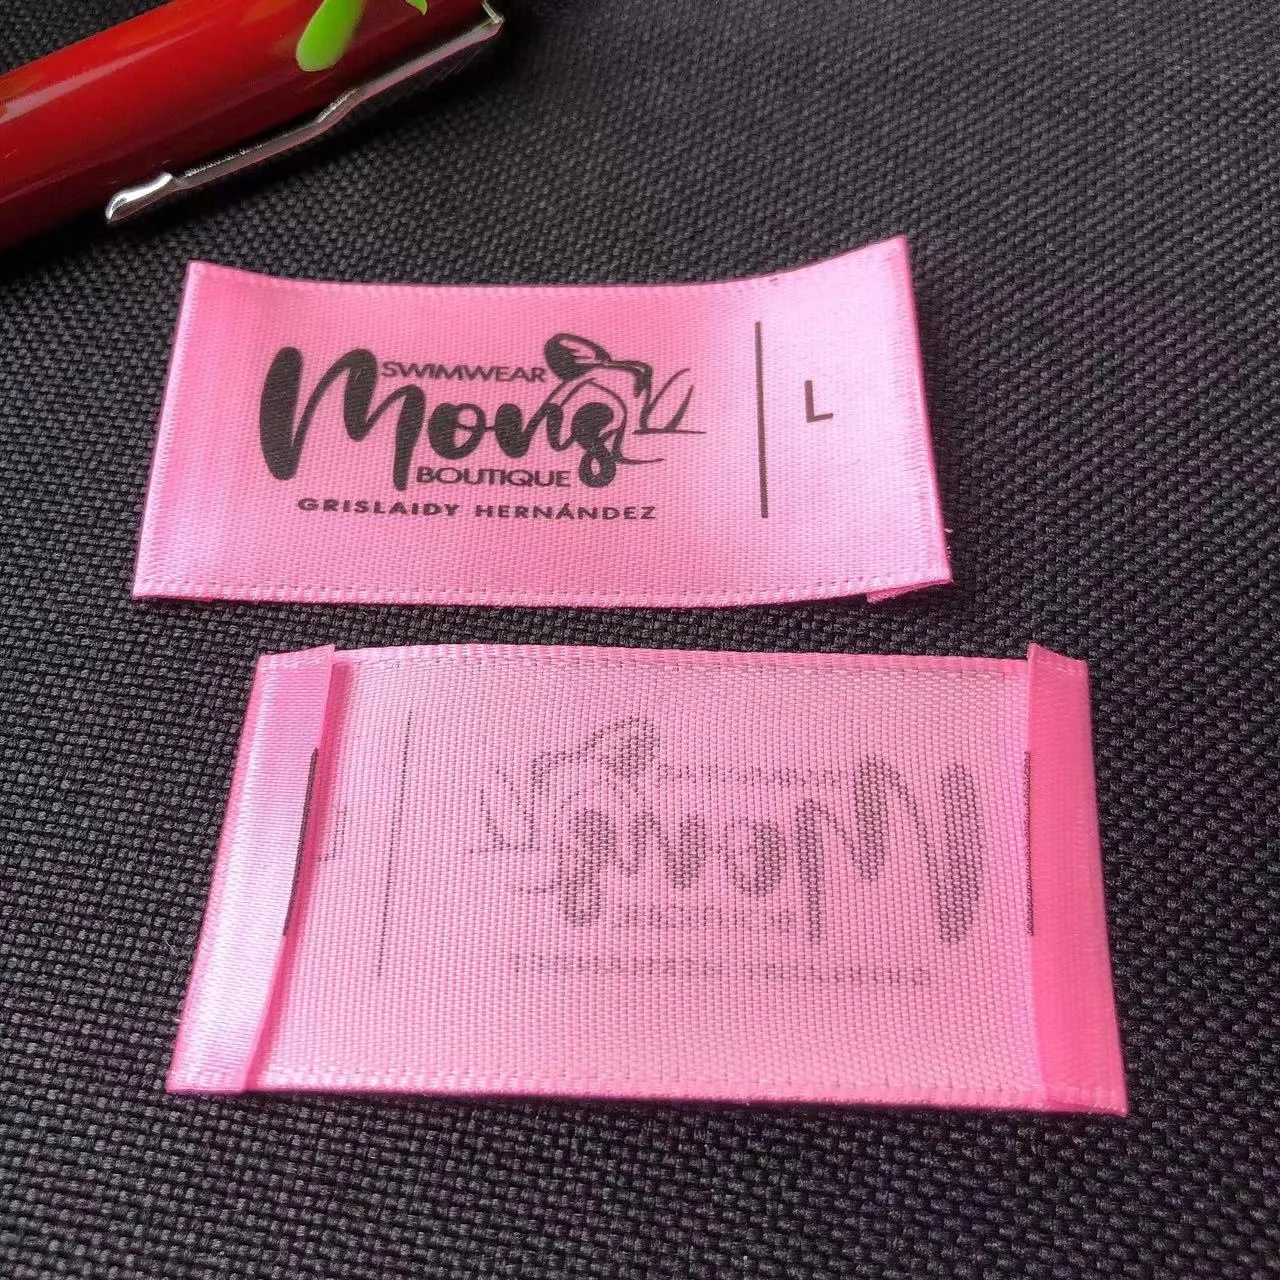 SWIMWEAR
Mons
BOUTIQUE
GRISLAIDY HERNÁNDEZ
L